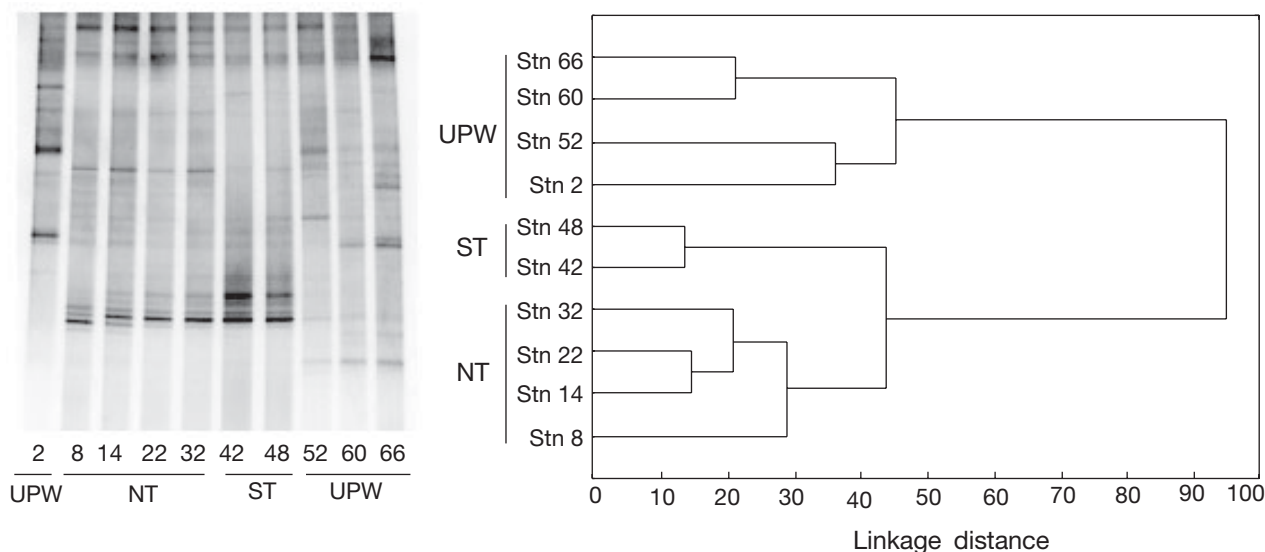 2 8 14 22 32 42 48 52 60 66
UPW NT ST UPW
UPW
Stn 66
Stn 60
Stn 52
Stn 2
ST
Stn 48
Stn 42
NT
Stn 32
Stn 22
Stn 14
Stn 8
0 10 20 30 40 50 60 70 80 90 100
Linkage distance